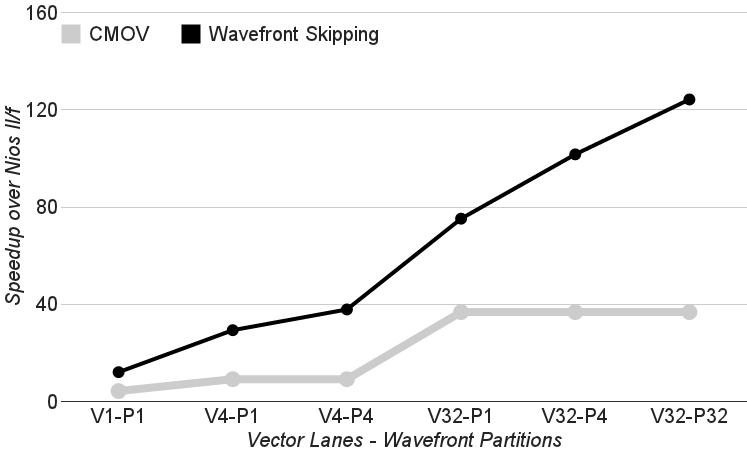 160
CMOV
Wavefront Skipping
120
80
40
0
Speedup over Nios II/f
V1-P1
V4-P1
V4-P4
V32-P1
V32-P4
V32-P32
Vector Lanes - Wavefront Partitions